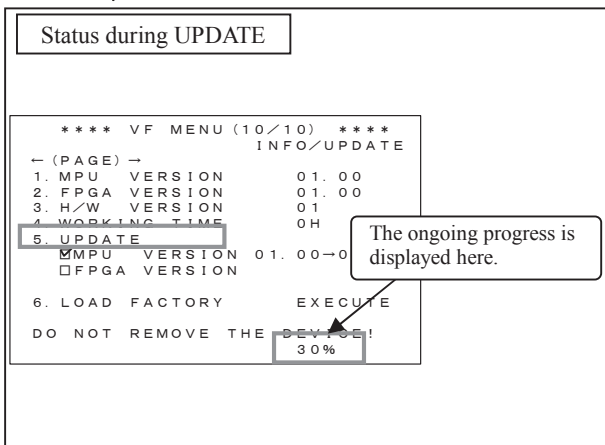 Status during UPDATE
**** VF MENU(10/10) ****
INFO/UPDATE
←(PAGE)→
1. MPU VERSION 01.00
2. FPGA VERSION 01.00
3. H/W VERSION 01
4. WORKING TIME 0H
5. UPDATE
☑MPU VERSION 01.00→0
□FPGA VERSION
The ongoing progress is
displayed here.
6. LOAD FACTORY EXECUTE
DO NOT REMOVE THE DEVICE!
30%